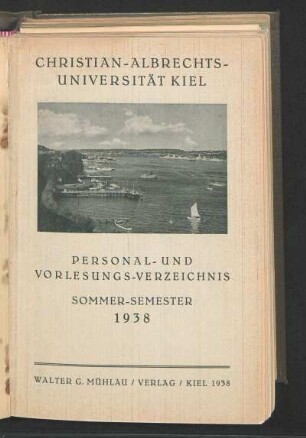 CHRISTIAN-ALBRECHTS-
UNIVERSITÄT KIEL
PERSONAL- UND
VORLESUNGS-VERZEICHNIS
SOMMER-SEMESTER
1938
WALTER G. MÜHLAU / VERLAG / KIEL 1938